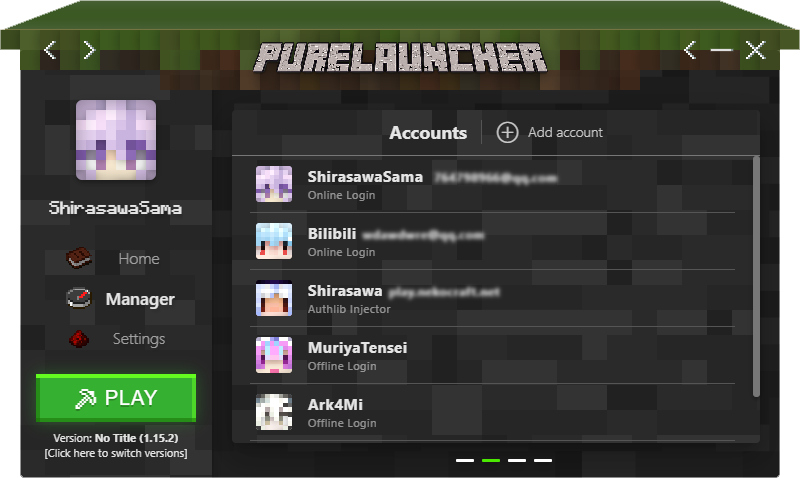 PURELAUNCHER
ShirasawaSama
Home
Manager
Settings
PLAY
Version: No Title (1.15.2)
[Click here to switch versions]
Accounts
Add account
ShirasawaSama
Online Login
Bilibili
Online Login
Shirasawa
Authlib Injector
MuriyaTensei
Offline Login
Ark4Mi
Offline Login